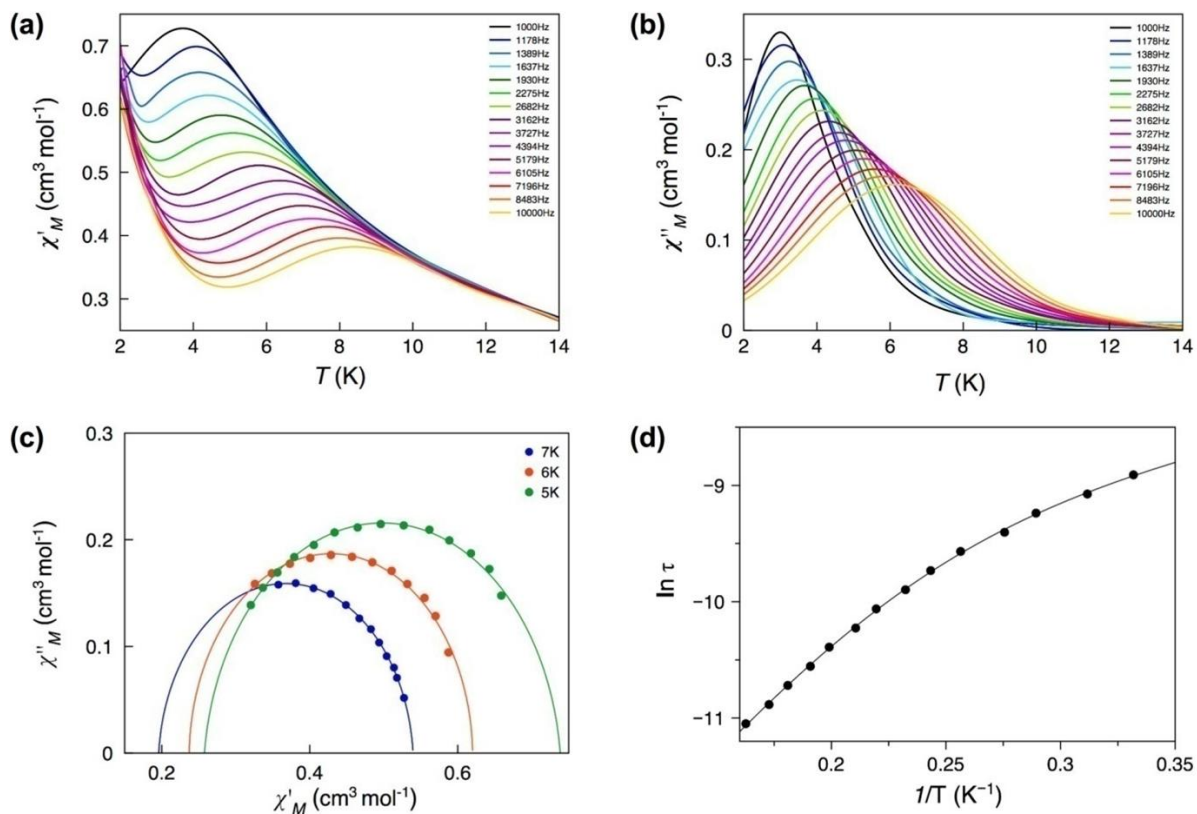 (a)
0.7
0.6
0.5
0.4
0.3
χ'M (cm³ mol⁻¹)
2 4 6 8 10 12 14
T (K)
1000Hz
1178Hz
1389Hz
1637Hz
1930Hz
2275Hz
2682Hz
3162Hz
3727Hz
4394Hz
5179Hz
6105Hz
7196Hz
8483Hz
10000Hz
(b)
0.3
0.2
0.1
0
χ''M (cm³ mol⁻¹)
2 4 6 8 10 12 14
T (K)
1000Hz
1178Hz
1389Hz
1637Hz
1930Hz
2275Hz
2682Hz
3162Hz
3727Hz
4394Hz
5179Hz
6105Hz
7196Hz
8483Hz
10000Hz
(c)
0.3
0.2
0.1
0
χ''M (cm³ mol⁻¹)
0.2 0.4 0.6
χ'M (cm³ mol⁻¹)
7K
6K
5K
(d)
−9
−10
−11
ln τ
0.2 0.25 0.3 0.35
1/T (K⁻¹)